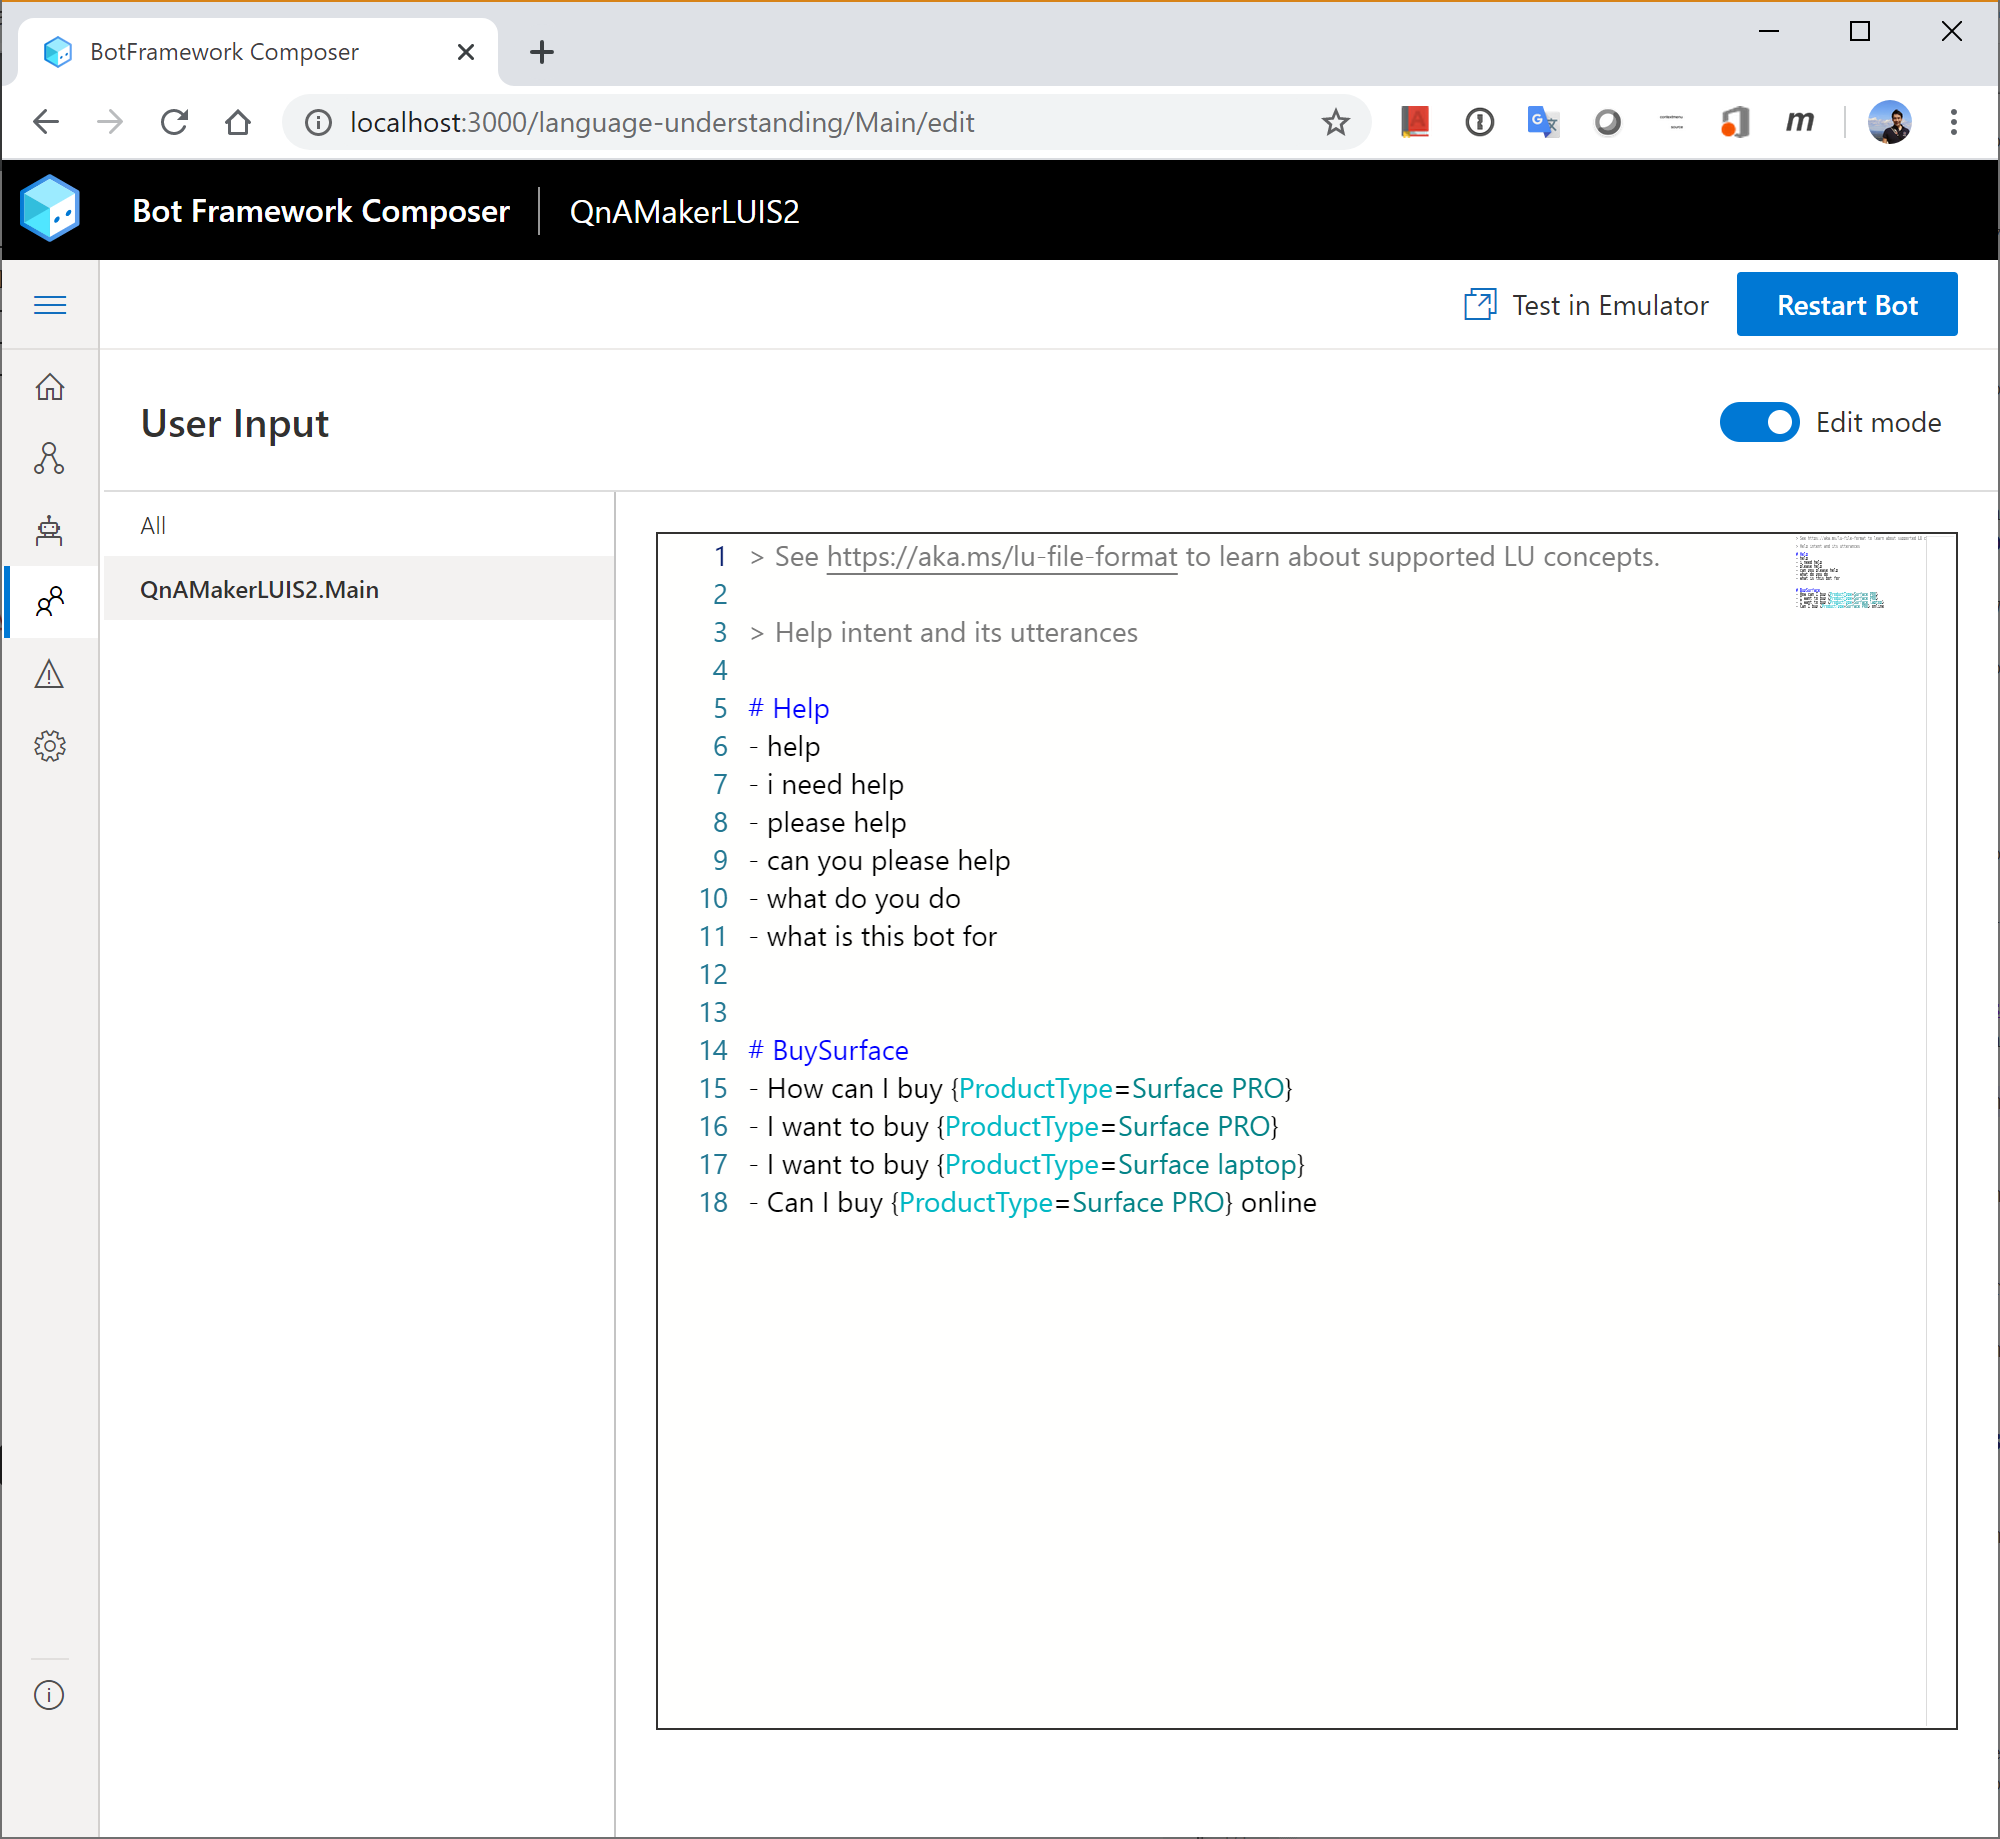 BotFramework Composer
localhost:3000/language-understanding/Main/edit
m
Bot Framework Composer
QnAMakerLUIS2
Test in Emulator
Restart Bot
User Input
Edit mode
All
QnAMakerLUIS2.Main
1 > See https://aka.ms/lu-file-format to learn about supported LU concepts.
2
3 > Help intent and its utterances
4
5 # Help
6 - help
7 - i need help
8 - please help
9 - can you please help
10 - what do you do
11 - what is this bot for
12
13
14 # BuySurface
15 - How can I buy {ProductType=Surface PRO}
16 - I want to buy {ProductType=Surface PRO}
17 - I want to buy {ProductType=Surface laptop}
18 - Can I buy {ProductType=Surface PRO} online